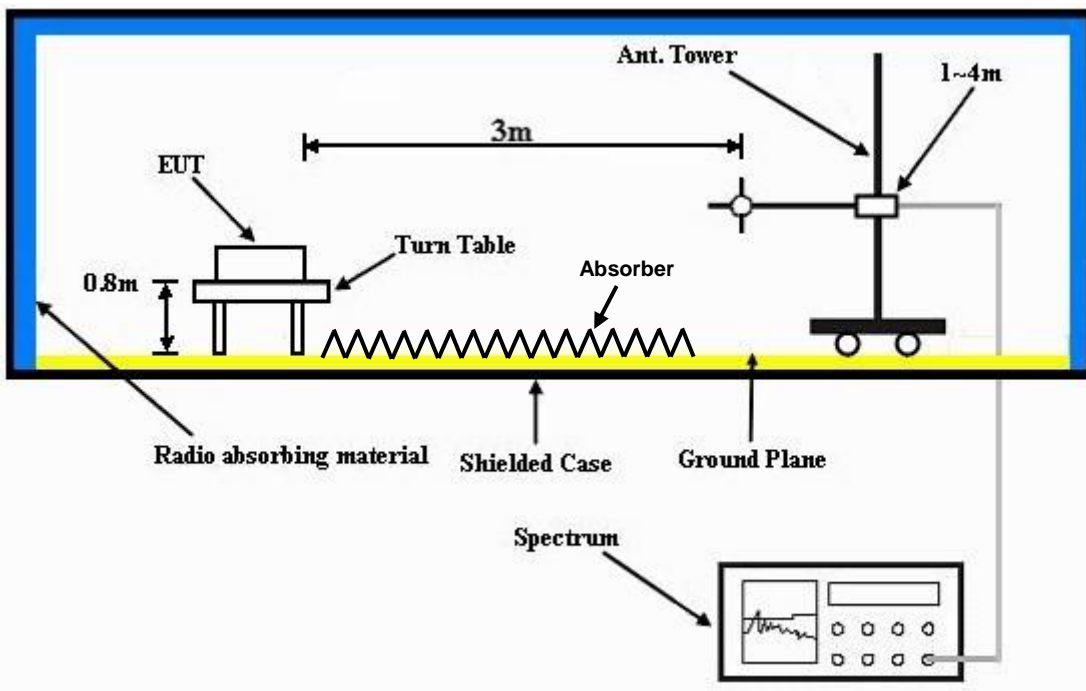 Ant. Tower
1~4m
3m
EUT
Turn Table
Absorber
0.8m
Radio absorbing material
Shielded Case
Ground Plane
Spectrum